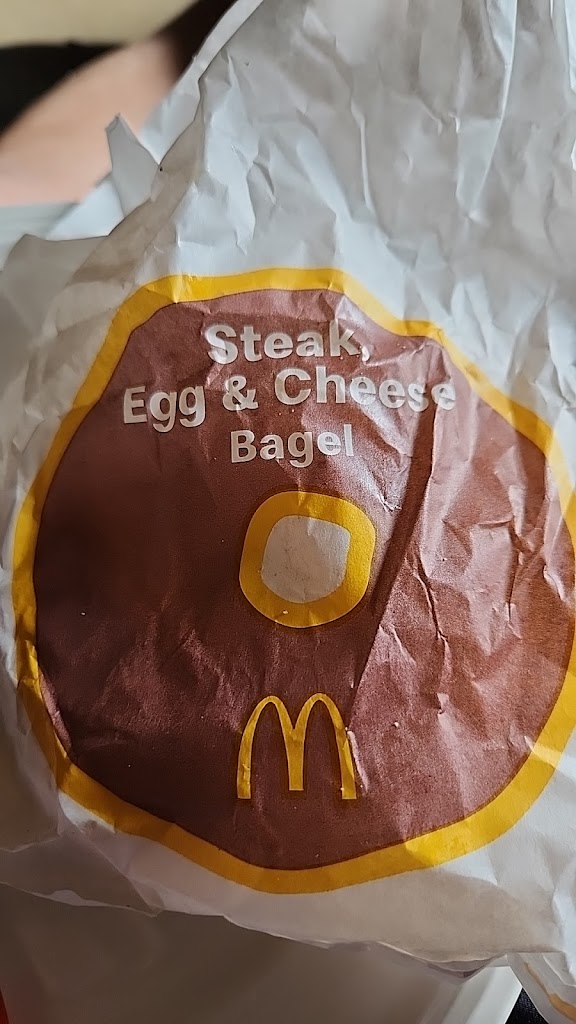 Steak,
Egg & Cheese
Bagel